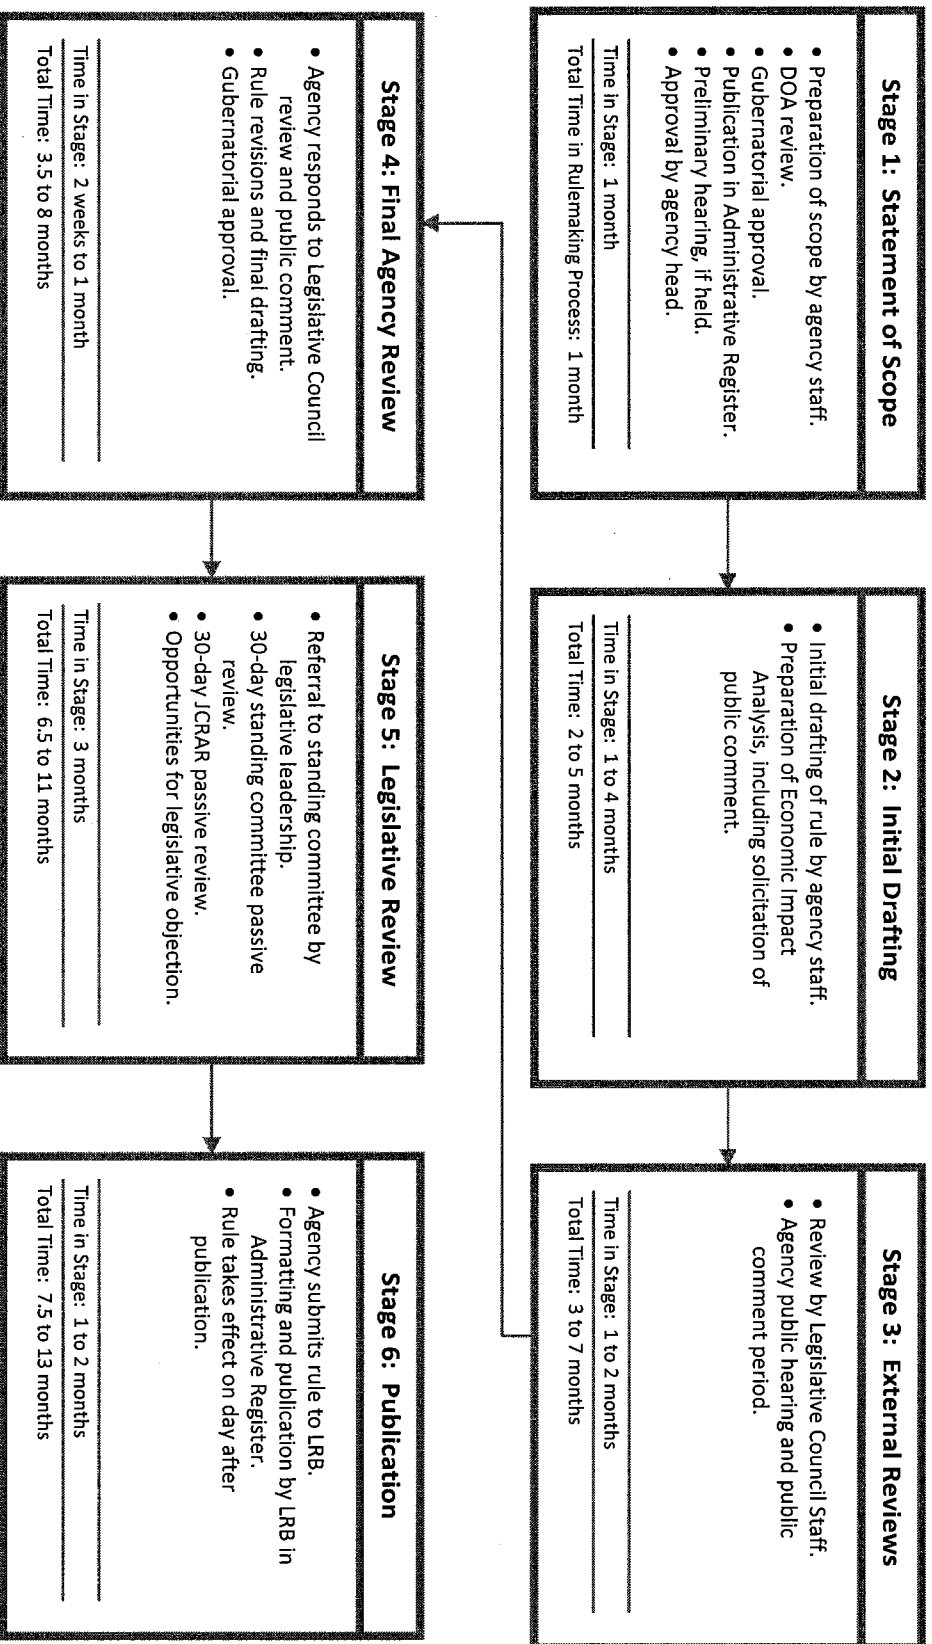 Stage 1: Statement of Scope
• Preparation of scope by agency staff.
• DOA review.
• Gubernatorial approval.
• Publication in Administrative Register.
• Preliminary hearing, if held.
• Approval by agency head.
Time in Stage: 1 month
Total Time in Rulemaking Process: 1 month
Stage 2: Initial Drafting
• Initial drafting of rule by agency staff.
• Preparation of Economic Impact
Analysis, including solicitation of
public comment.
Time in Stage: 1 to 4 months
Total Time: 2 to 5 months
Stage 3: External Reviews
• Review by Legislative Council Staff.
• Agency public hearing and public
comment period.
Time in Stage: 1 to 2 months
Total Time: 3 to 7 months
Stage 4: Final Agency Review
• Agency responds to Legislative Council
review and public comment.
• Rule revisions and final drafting.
• Gubernatorial approval.
Time in Stage: 2 weeks to 1 month
Total Time: 3.5 to 8 months
Stage 5: Legislative Review
• Referral to standing committee by
legislative leadership.
• 30-day standing committee passive
review.
• 30-day JCRAR passive review.
• Opportunities for legislative objection.
Time in Stage: 3 months
Total Time: 6.5 to 11 months
Stage 6: Publication
• Agency submits rule to LRB.
• Formatting and publication by LRB in
Administrative Register.
• Rule takes effect on day after
publication.
Time in Stage: 1 to 2 months
Total Time: 7.5 to 13 months